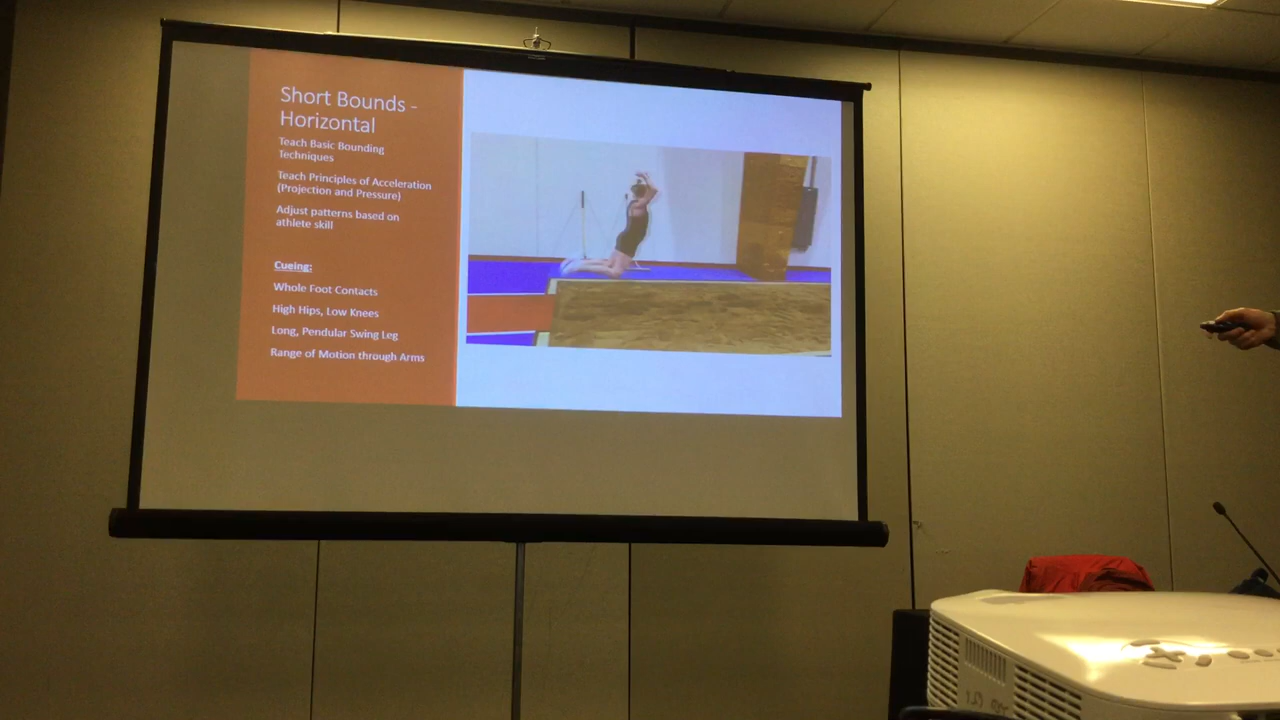 Short Bounds -
Horizontal
Teach Basic Bounding
Techniques
Teach Principles of Acceleration
(Projection and Pressure)
Adjust patterns based on
athlete skill
Cueing:
Whole Foot Contacts
High Hips, Low Knees
Long, Pendular Swing Leg
Range of Motion through Arms